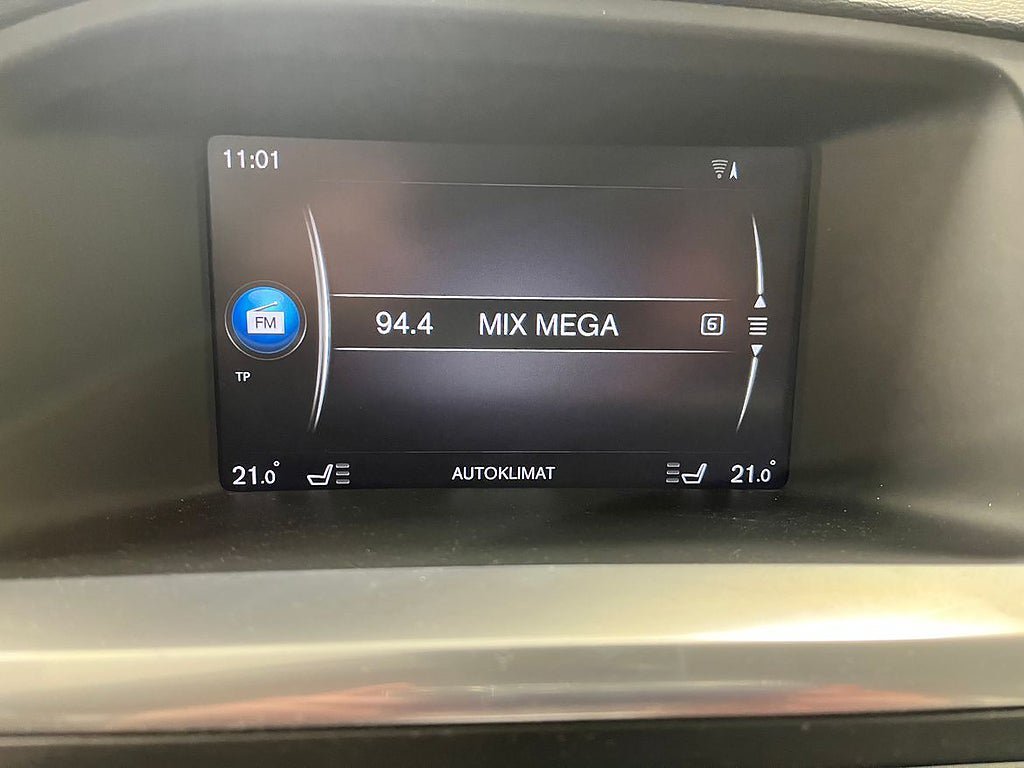 11:01
FM
94.4 MIX MEGA 6
TP
21.0° AUTOKLIMAT 21.0°